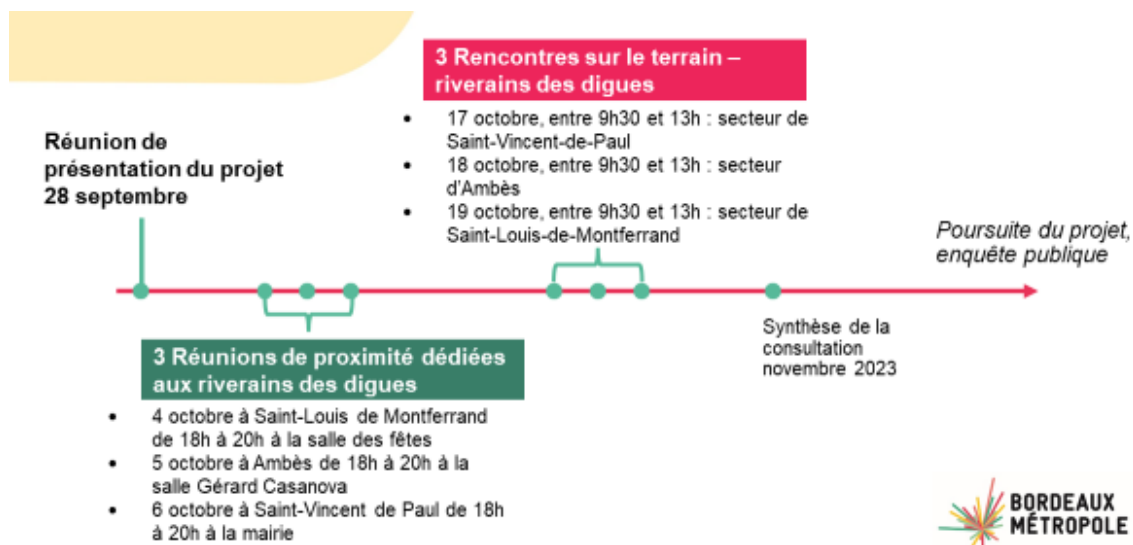 Réunion de
présentation du projet
28 septembre
3 Rencontres sur le terrain –
riverains des digues
• 17 octobre, entre 9h30 et 13h : secteur de
Saint-Vincent-de-Paul
• 18 octobre, entre 9h30 et 13h : secteur
d'Ambès
• 19 octobre, entre 9h30 et 13h : secteur de
Saint-Louis-de-Montferrand
Poursuite du projet,
enquête publique
3 Réunions de proximité dédiées
aux riverains des digues
• 4 octobre à Saint-Louis de Montferrand
de 18h à 20h à la salle des fêtes
• 5 octobre à Ambès de 18h à 20h à la
salle Gérard Casanova
• 6 octobre à Saint-Vincent de Paul de 18h
à 20h à la mairie
Synthèse de la
consultation
novembre 2023
BORDEAUX
MÉTROPOLE